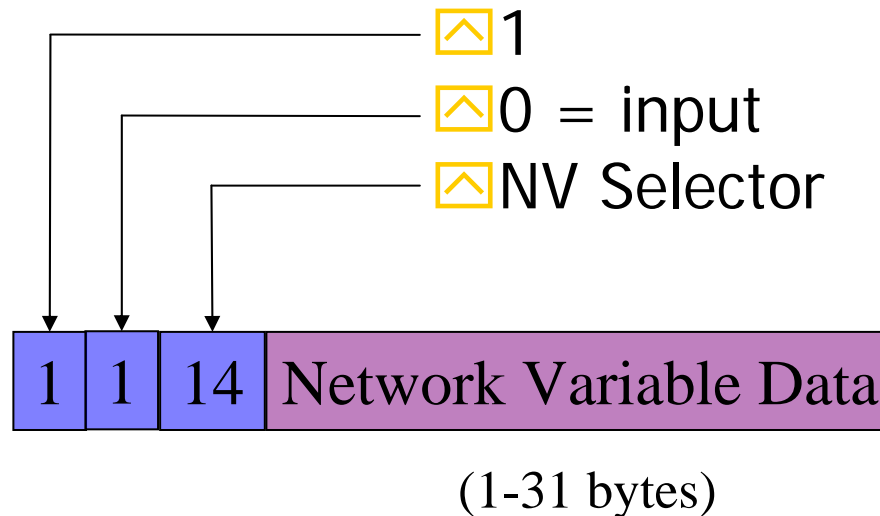 1
0 = input
NV Selector
1 1 14 Network Variable Data
(1-31 bytes)